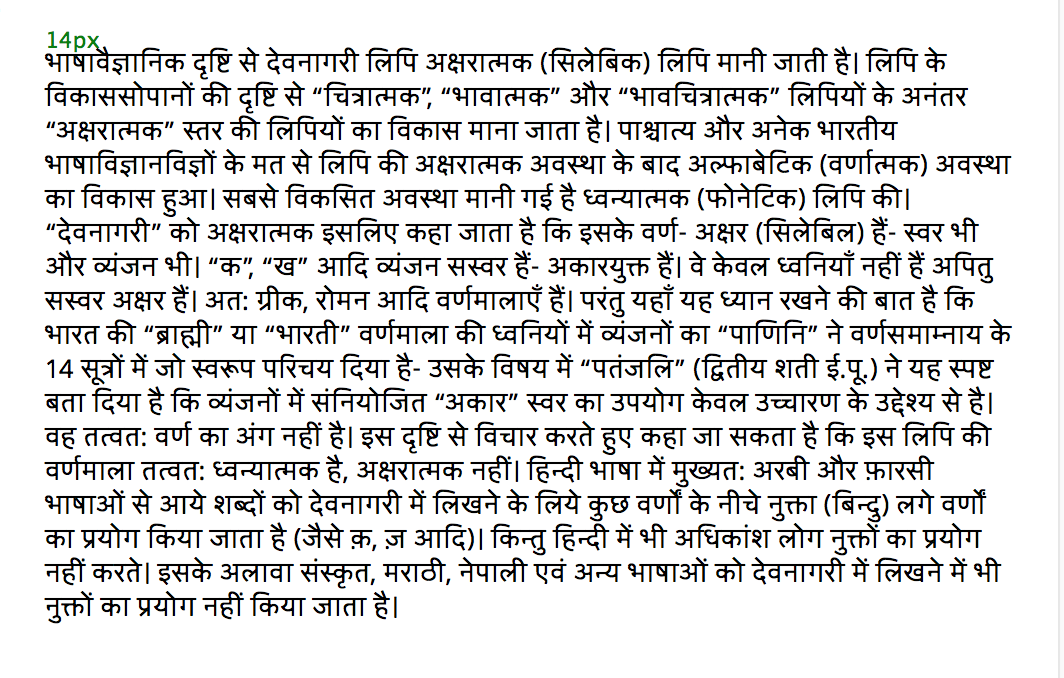 14px
भाषावैज्ञानिक दृष्टि से देवनागरी लिपि अक्षरात्मक (सिलेबिक) लिपि मानी जाती है| लिपि के
विकाससोपानों की दृष्टि से “चित्रात्मक”, “भावात्मक” और “भावचित्रात्मक” लिपियों के अनंतर
“अक्षरात्मक” स्तर की लिपियों का विकास माना जाता है| पाश्चात्य और अनेक भारतीय
भाषाविज्ञानविज्ञों के मत से लिपि की अक्षरात्मक अवस्था के बाद अल्फाबेटिक (वर्णात्मक) अवस्था
का विकास हुआ| सबसे विकसित अवस्था मानी गई है ध्वन्यात्मक (फोनेटिक) लिपि की|
“देवनागरी” को अक्षरात्मक इसलिए कहा जाता है कि इसके वर्ण- अक्षर (सिलेबिल) हैं- स्वर भी
और व्यंजन भी| “क”, “ख” आदि व्यंजन सस्वर हैं- अकारयुक्त हैं| वे केवल ध्वनियाँ नहीं हैं अपितु
सस्वर अक्षर हैं| अत: ग्रीक, रोमन आदि वर्णमालाएँ हैं| परंतु यहाँ यह ध्यान रखने की बात है कि
भारत की “ब्राह्मी” या “भारती” वर्णमाला की ध्वनियों में व्यंजनों का “पाणिनि” ने वर्णसमाम्नाय के
14 सूत्रों में जो स्वरूप परिचय दिया है- उसके विषय में “पतंजलि” (द्वितीय शती ई.पू.) ने यह स्पष्ट
बता दिया है कि व्यंजनों में संनियोजित “अकार” स्वर का उपयोग केवल उच्चारण के उद्देश्य से है|
वह तत्वत: वर्ण का अंग नहीं है| इस दृष्टि से विचार करते हुए कहा जा सकता है कि इस लिपि की
वर्णमाला तत्वत: ध्वन्यात्मक है, अक्षरात्मक नहीं| हिन्दी भाषा में मुख्यत: अरबी और फ़ारसी
भाषाओं से आये शब्दों को देवनागरी में लिखने के लिये कुछ वर्णों के नीचे नुक्ता (बिन्दु) लगे वर्णों
का प्रयोग किया जाता है (जैसे क़, ज़ आदि)| किन्तु हिन्दी में भी अधिकांश लोग नुक्तों का प्रयोग
नहीं करते| इसके अलावा संस्कृत, मराठी, नेपाली एवं अन्य भाषाओं को देवनागरी में लिखने में भी
नुक्तों का प्रयोग नहीं किया जाता है|